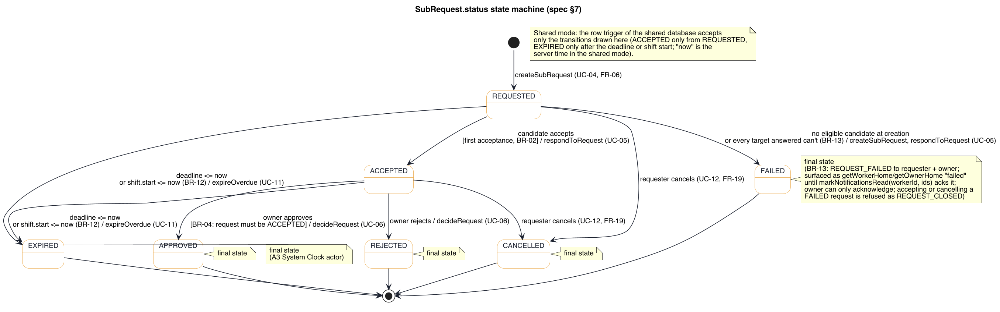 SubRequest.status state machine (spec §7)
Shared mode: the row trigger of the shared database accepts
only the transitions drawn here (ACCEPTED only from REQUESTED,
EXPIRED only after the deadline or shift start; "now" is the
server time in the shared mode).
createSubRequest (UC-04, FR-06)
REQUESTED
candidate accepts
[first acceptance, BR-02] / respondToRequest (UC-05)
no eligible candidate at creation
or every target answered can't (BR-13) / createSubRequest, respondToRequest (UC-05)
deadline <= now
or shift.start <= now (BR-12) / expireOverdue (UC-11)
ACCEPTED
requester cancels (UC-12, FR-19)
FAILED
final state
(BR-13: REQUEST_FAILED to requester + owner;
surfaced as getWorkerHome/getOwnerHome "failed"
until markNotificationsRead(workerId, ids) acks it;
owner can only acknowledge; accepting or cancelling a
FAILED request is refused as REQUEST_CLOSED)
deadline <= now
or shift.start <= now (BR-12) / expireOverdue (UC-11)
owner approves
[BR-04: request must be ACCEPTED] / decideRequest (UC-06)
owner rejects / decideRequest (UC-06)
requester cancels (UC-12, FR-19)
EXPIRED
APPROVED
final state
final state
(A3 System Clock actor)
REJECTED
final state
CANCELLED
final state